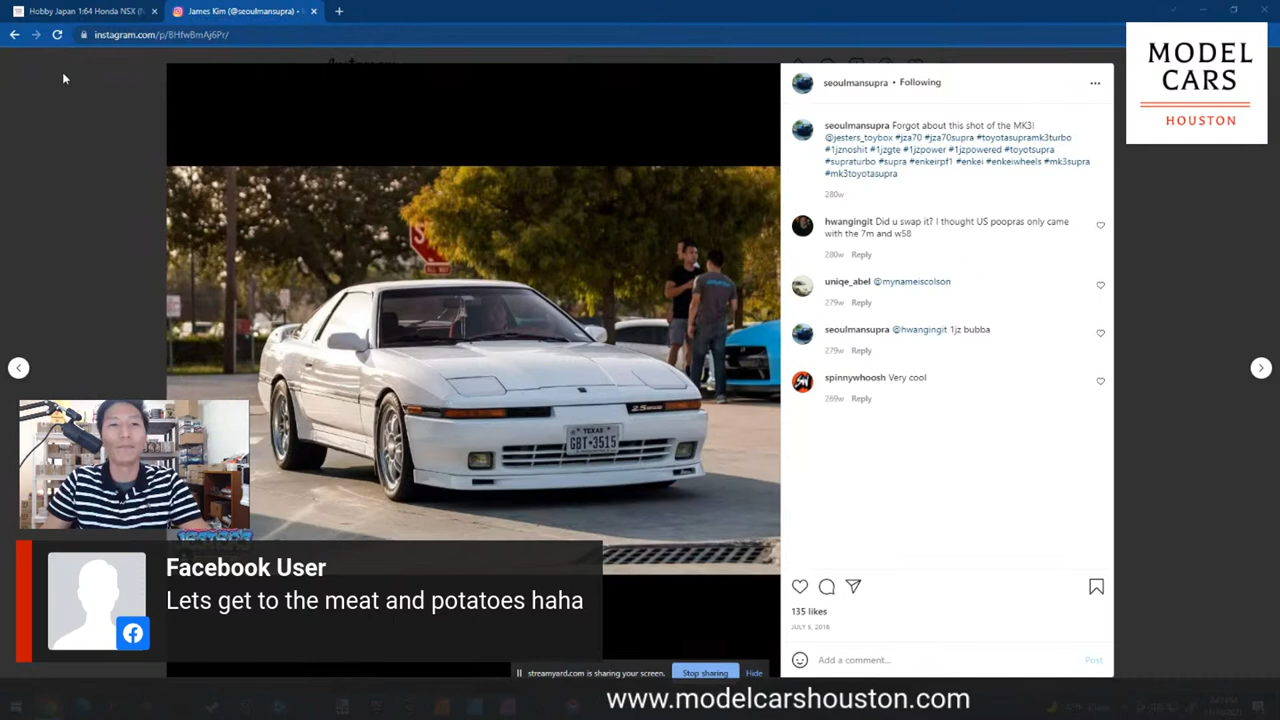 Hobby Japan 1:64 Honda NSX (N
James Kim (@seoulmansupra) •
instagram.com/p/BHfwBmAj6Pr/
MODEL
CARS
HOUSTON
seoulmansupra • Following
seoulmansupra Forgot about this shot of the MK3!
@jesters_toybox #jza70 #jza70supra #toyotasupramk3turbo
#1jznoshit #1jzgte #1jzpower #1jzpowered #toyotsupra
#supraturbo #supra #enkeirpf1 #enkei #enkeiwheels #mk3supra
#mk3toyotasupra
280w
hwangingit Did u swap it? I thought US poopras only came
with the 7m and w58
280w Reply
uniqe_abel @mynameiscolson
279w Reply
seoulmansupra @hwangingit 1jz bubba
279w Reply
spinnywhoosh Very cool
269w Reply
STOP
ALL WAY
TEXAS
GBT★3515
Facebook User
Lets get to the meat and potatoes haha
135 likes
JULY 5, 2016
Add a comment...
Post
streamyard.com is sharing your screen.
Stop sharing
Hide
www.modelcarshouston.com